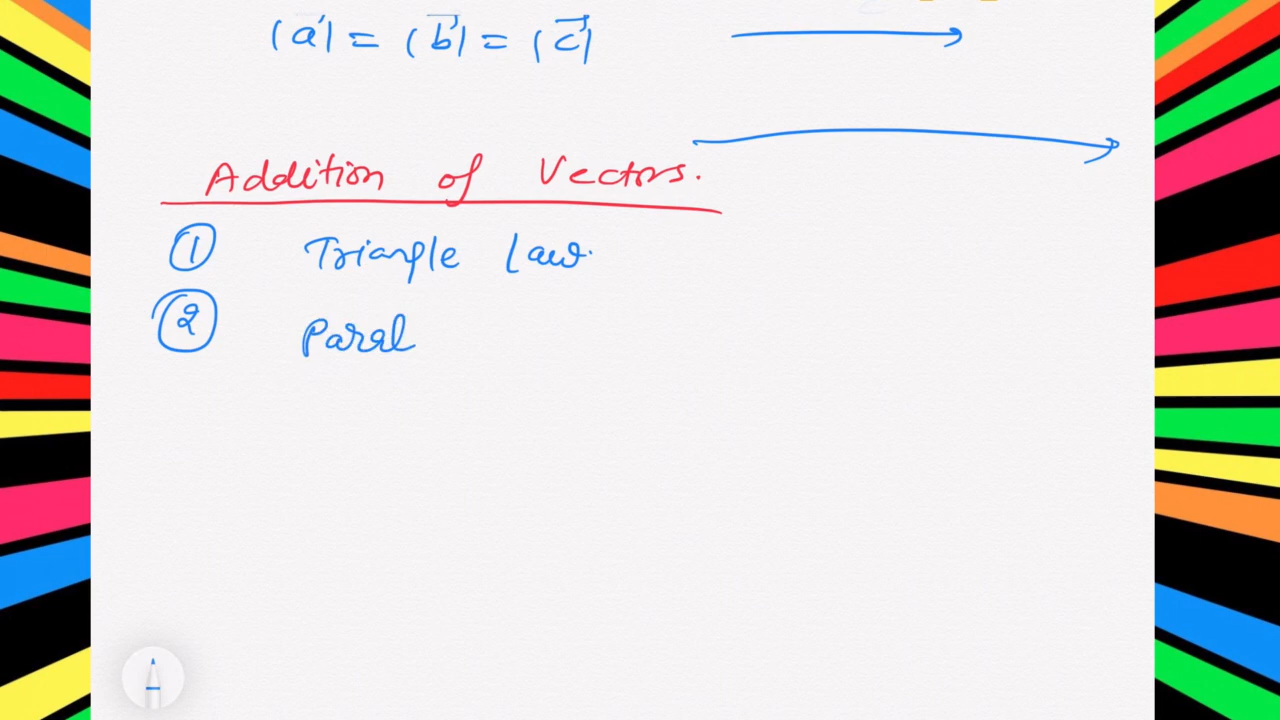 |a⃗| = |b⃗| = |c⃗|
Addition of Vectors.
① Triangle Law.
② Paral